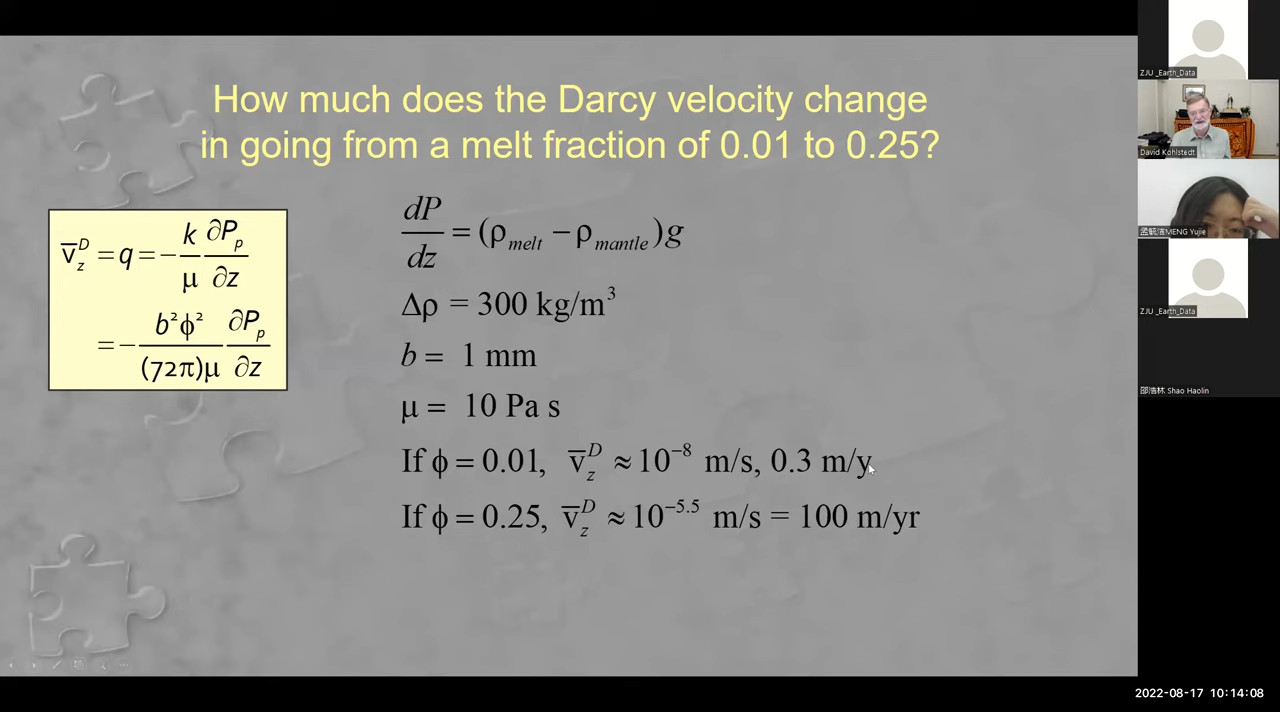 How much does the Darcy velocity change
in going from a melt fraction of 0.01 to 0.25?
v̅_z^D = q = − k/μ ∂P_p/∂z
= − b²ϕ²/(72π)μ ∂P_p/∂z
dP/dz = (ρ_melt − ρ_mantle)g
Δρ = 300 kg/m³
b = 1 mm
μ = 10 Pa s
If ϕ = 0.01, v̅_z^D ≈ 10⁻⁸ m/s, 0.3 m/y
If ϕ = 0.25, v̅_z^D ≈ 10⁻⁵·⁵ m/s = 100 m/yr
ZJU _Earth_Data
David Kohlstedt
孟毓洁MENG Yujie
ZJU _Earth_Data
邵浩林 Shao Haolin
2022-08-17 10:14:08